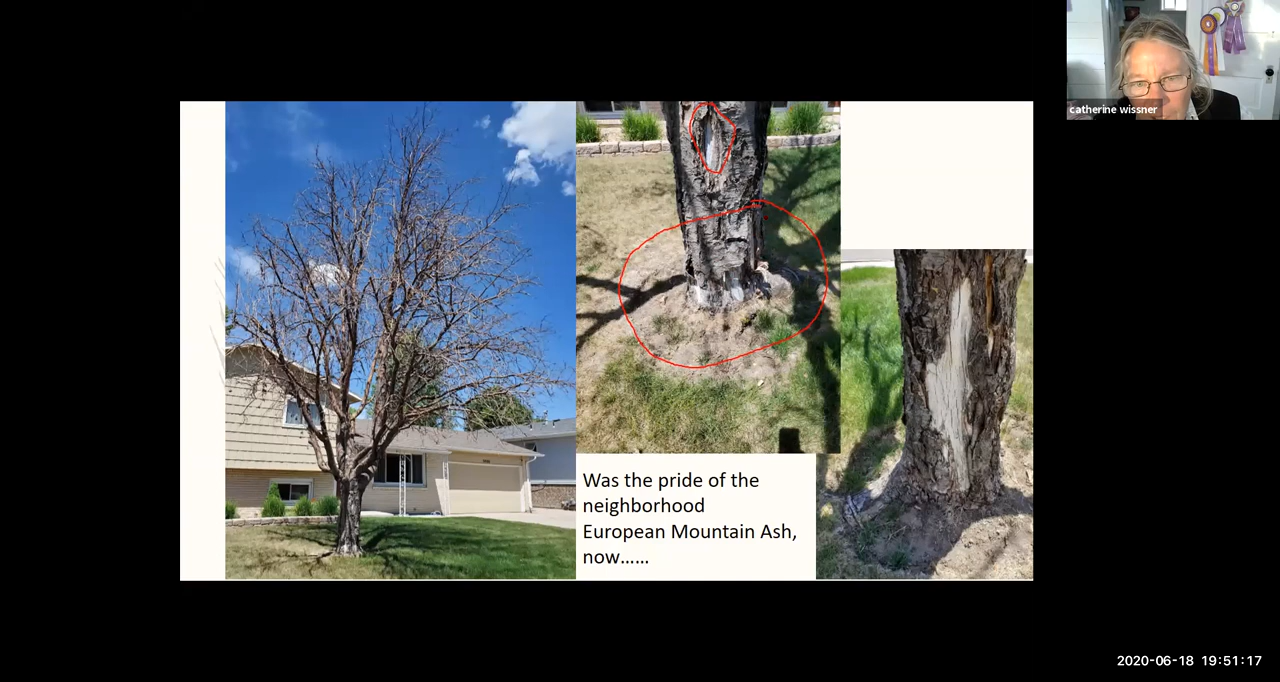 catherine wissner
Was the pride of the
neighborhood
European Mountain Ash,
now......
2020-06-18 19:51:17